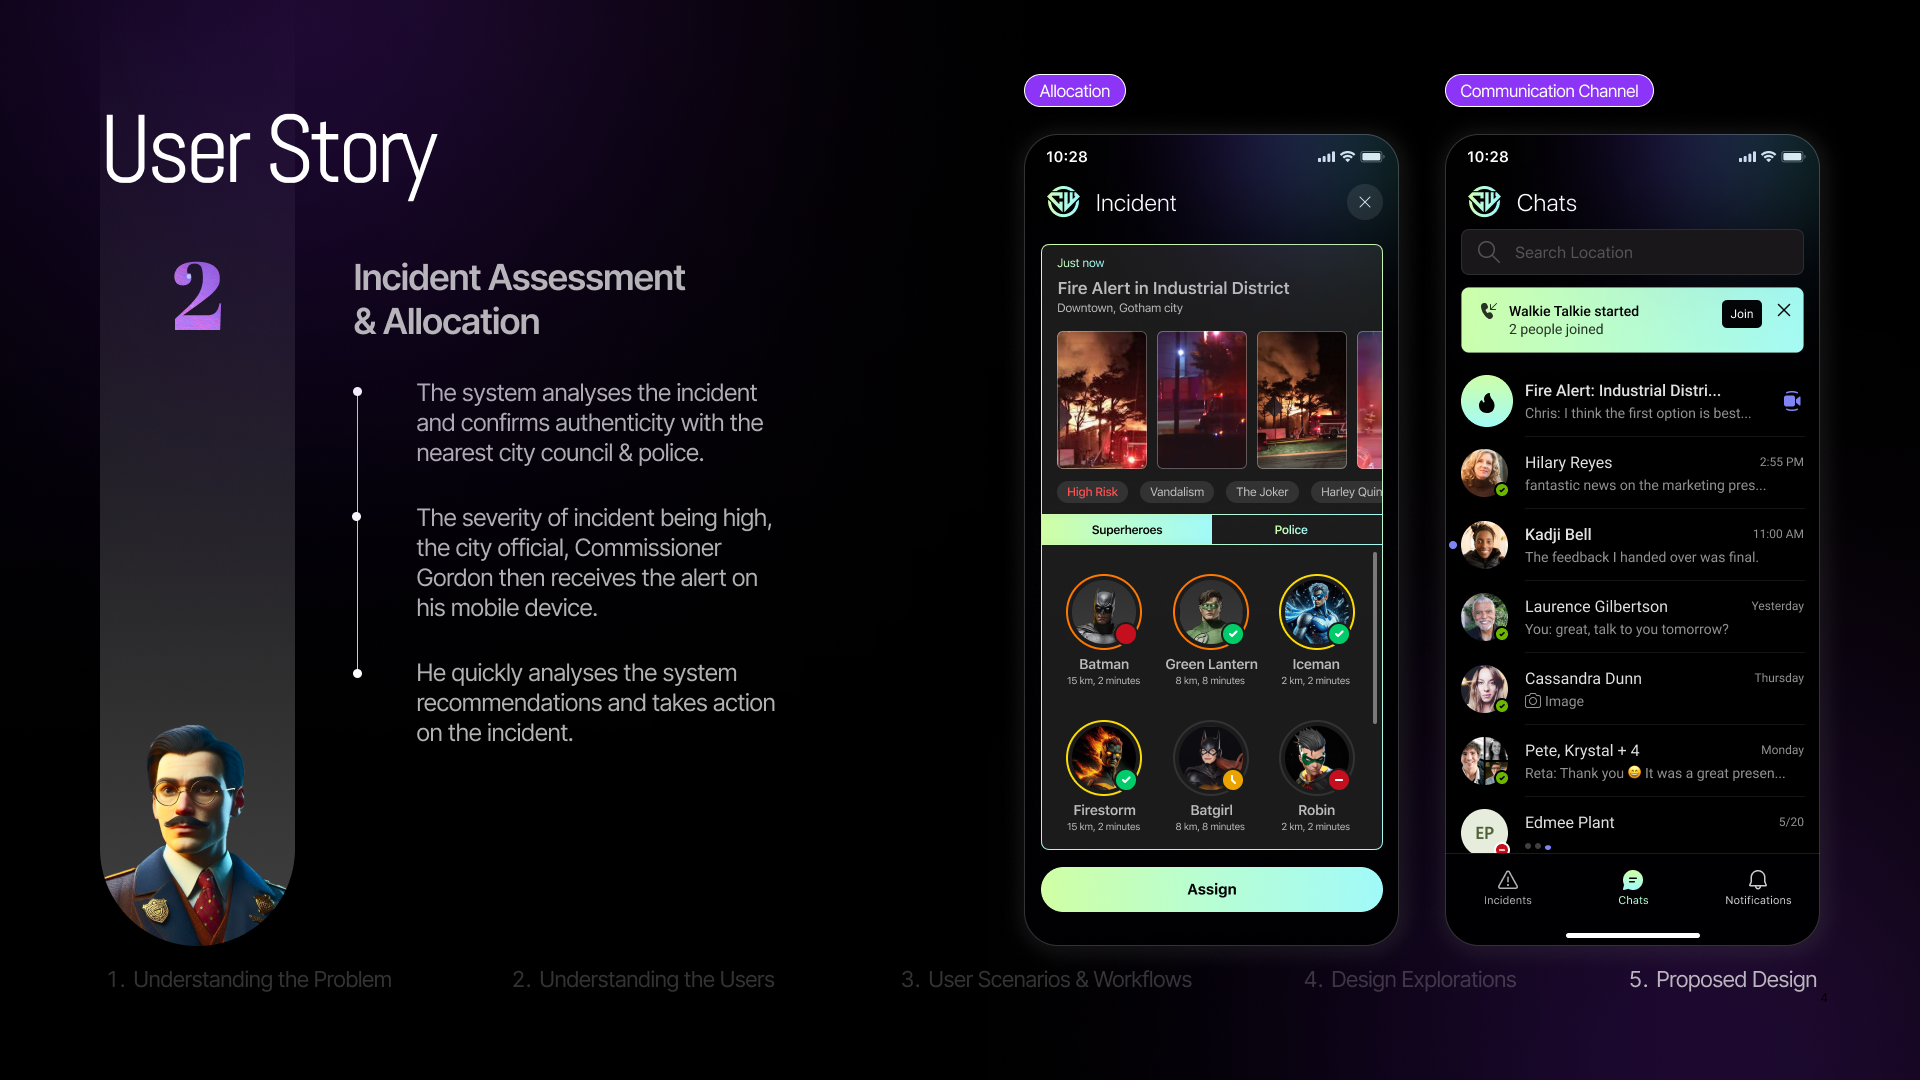 User Story
2
Incident Assessment
& Allocation
The system analyses the incident
and confirms authenticity with the
nearest city council & police.
The severity of incident being high,
the city official, Commissioner
Gordon then receives the alert on
his mobile device.
He quickly analyses the system
recommendations and takes action
on the incident.
Allocation
10:28
Incident
Just now
Fire Alert in Industrial District
Downtown, Gotham city
High Risk
Vandalism
The Joker
Harley Quin
Superheroes
Police
Batman
15 km, 2 minutes
Green Lantern
8 km, 8 minutes
Iceman
2 km, 2 minutes
Firestorm
15 km, 2 minutes
Batgirl
8 km, 8 minutes
Robin
2 km, 2 minutes
Assign
Communication Channel
10:28
Chats
Search Location
Walkie Talkie started
2 people joined
Join
Fire Alert: Industrial Distri...
Chris: I think the first option is best...
Hilary Reyes
2:55 PM
fantastic news on the marketing pres...
Kadji Bell
11:00 AM
The feedback I handed over was final.
Laurence Gilbertson
Yesterday
You: great, talk to you tomorrow?
Cassandra Dunn
Thursday
Image
Pete, Krystal + 4
Monday
Reta: Thank you 😄 It was a great presen...
EP
Edmee Plant
5/20
Incidents
Chats
Notifications
1. Understanding the Problem
2. Understanding the Users
3. User Scenarios & Workflows
4. Design Explorations
5. Proposed Design
4